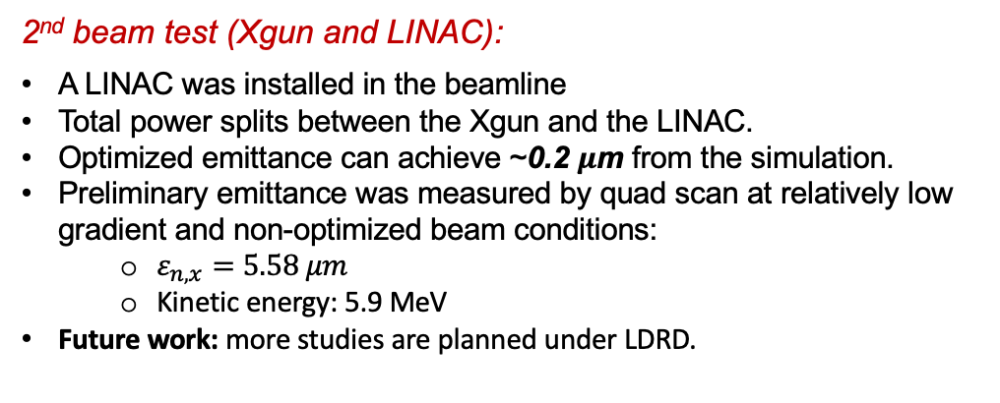 2nd beam test (Xgun and LINAC):
• A LINAC was installed in the beamline
• Total power splits between the Xgun and the LINAC.
• Optimized emittance can achieve ~0.2 μm from the simulation.
• Preliminary emittance was measured by quad scan at relatively low
gradient and non-optimized beam conditions:
o εn,x = 5.58 μm
o Kinetic energy: 5.9 MeV
• Future work: more studies are planned under LDRD.